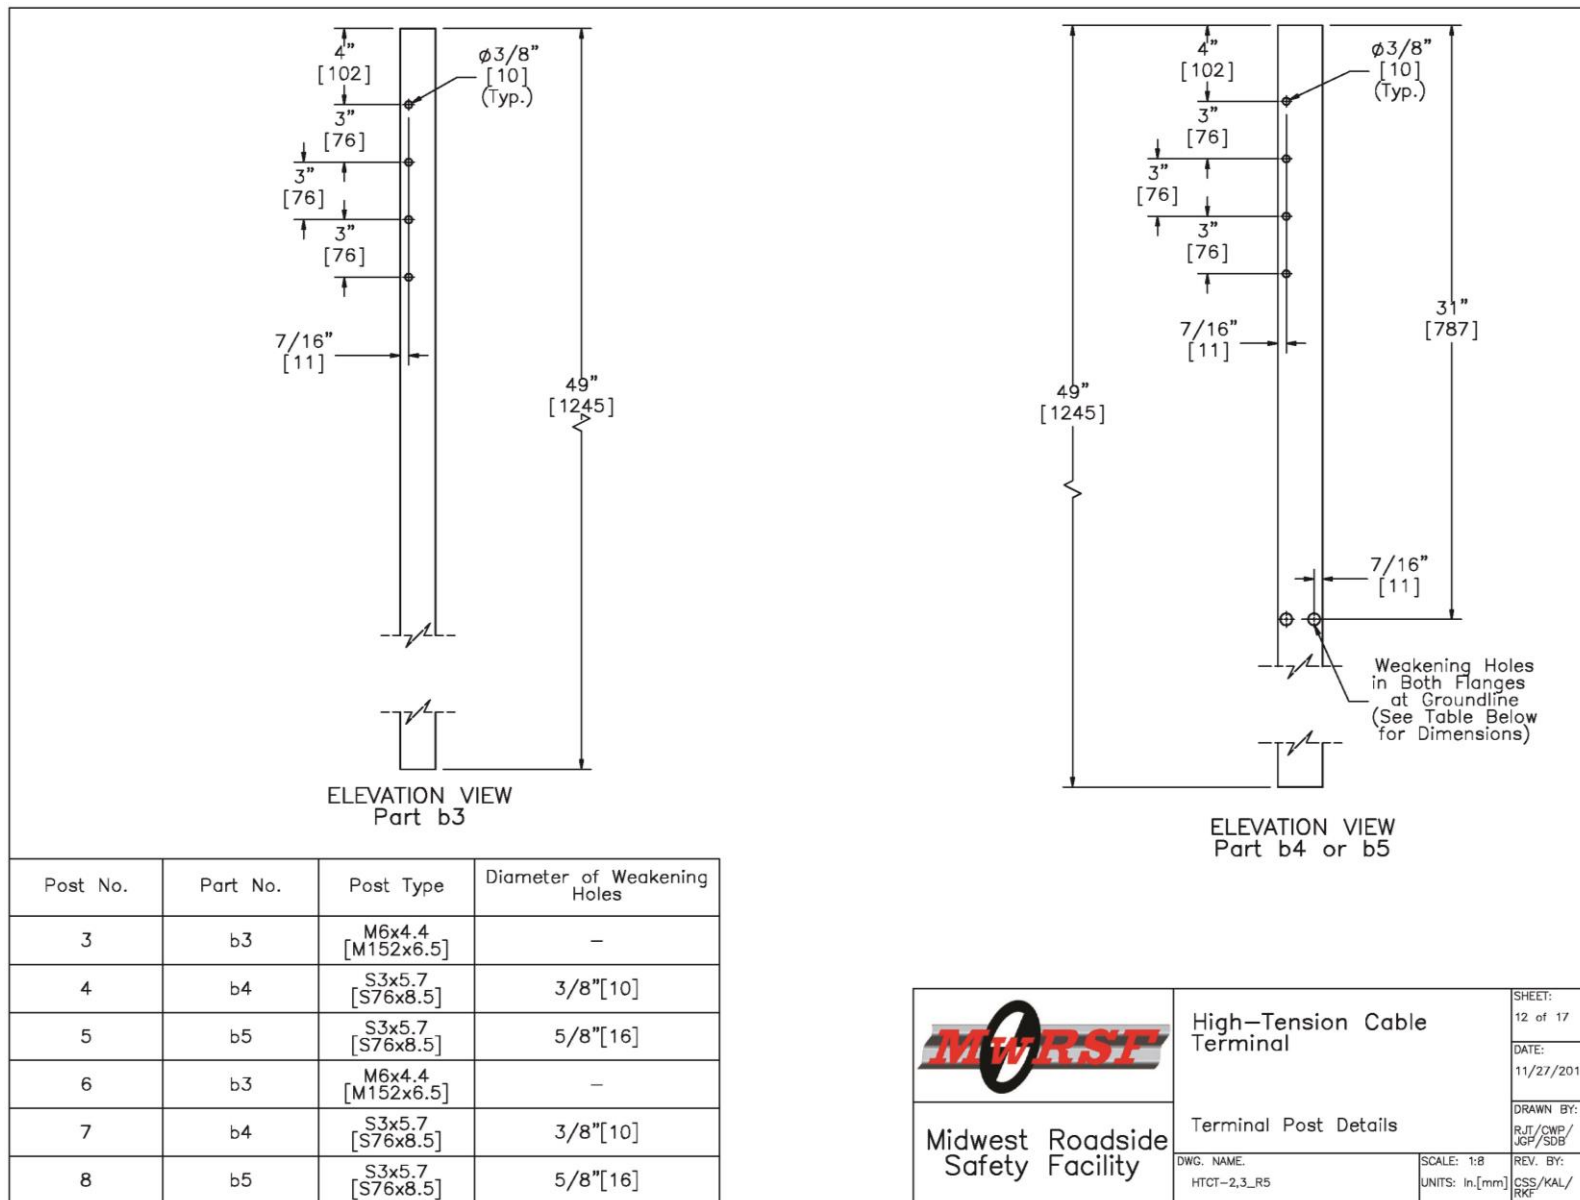 4"
[102]
ø3/8"
[10]
(Typ.)
3"
[76]
3"
[76]
3"
[76]
7/16"
[11]
49"
[1245]
ELEVATION VIEW
Part b3
4"
[102]
ø3/8"
[10]
(Typ.)
3"
[76]
3"
[76]
3"
[76]
7/16"
[11]
31"
[787]
49"
[1245]
7/16"
[11]
Weakening Holes
in Both Flanges
at Groundline
(See Table Below
for Dimensions)
ELEVATION VIEW
Part b4 or b5
Post No. Part No. Post Type Diameter of Weakening Holes
3 b3 M6x4.4 [M152x6.5] –
4 b4 S3x5.7 [S76x8.5] 3/8"[10]
5 b5 S3x5.7 [S76x8.5] 5/8"[16]
6 b3 M6x4.4 [M152x6.5] –
7 b4 S3x5.7 [S76x8.5] 3/8"[10]
8 b5 S3x5.7 [S76x8.5] 5/8"[16]
MwRSF
Midwest Roadside
Safety Facility
High–Tension Cable
Terminal
Terminal Post Details
DWG. NAME.
HTCT–2,3_R5
SCALE: 1:8
UNITS: In.[mm]
SHEET:
12 of 17
DATE:
11/27/201
DRAWN BY:
RJT/CWP/
JGP/SDB
REV. BY:
CSS/KAL/
RKF